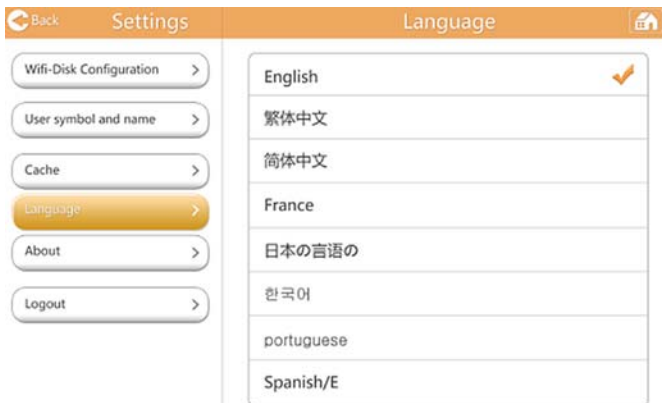 Back Settings
Language
Wifi-Disk Configuration
User symbol and name
Cache
Language
About
Logout
English
繁体中文
简体中文
France
日本の言语の
한국어
portuguese
Spanish/E